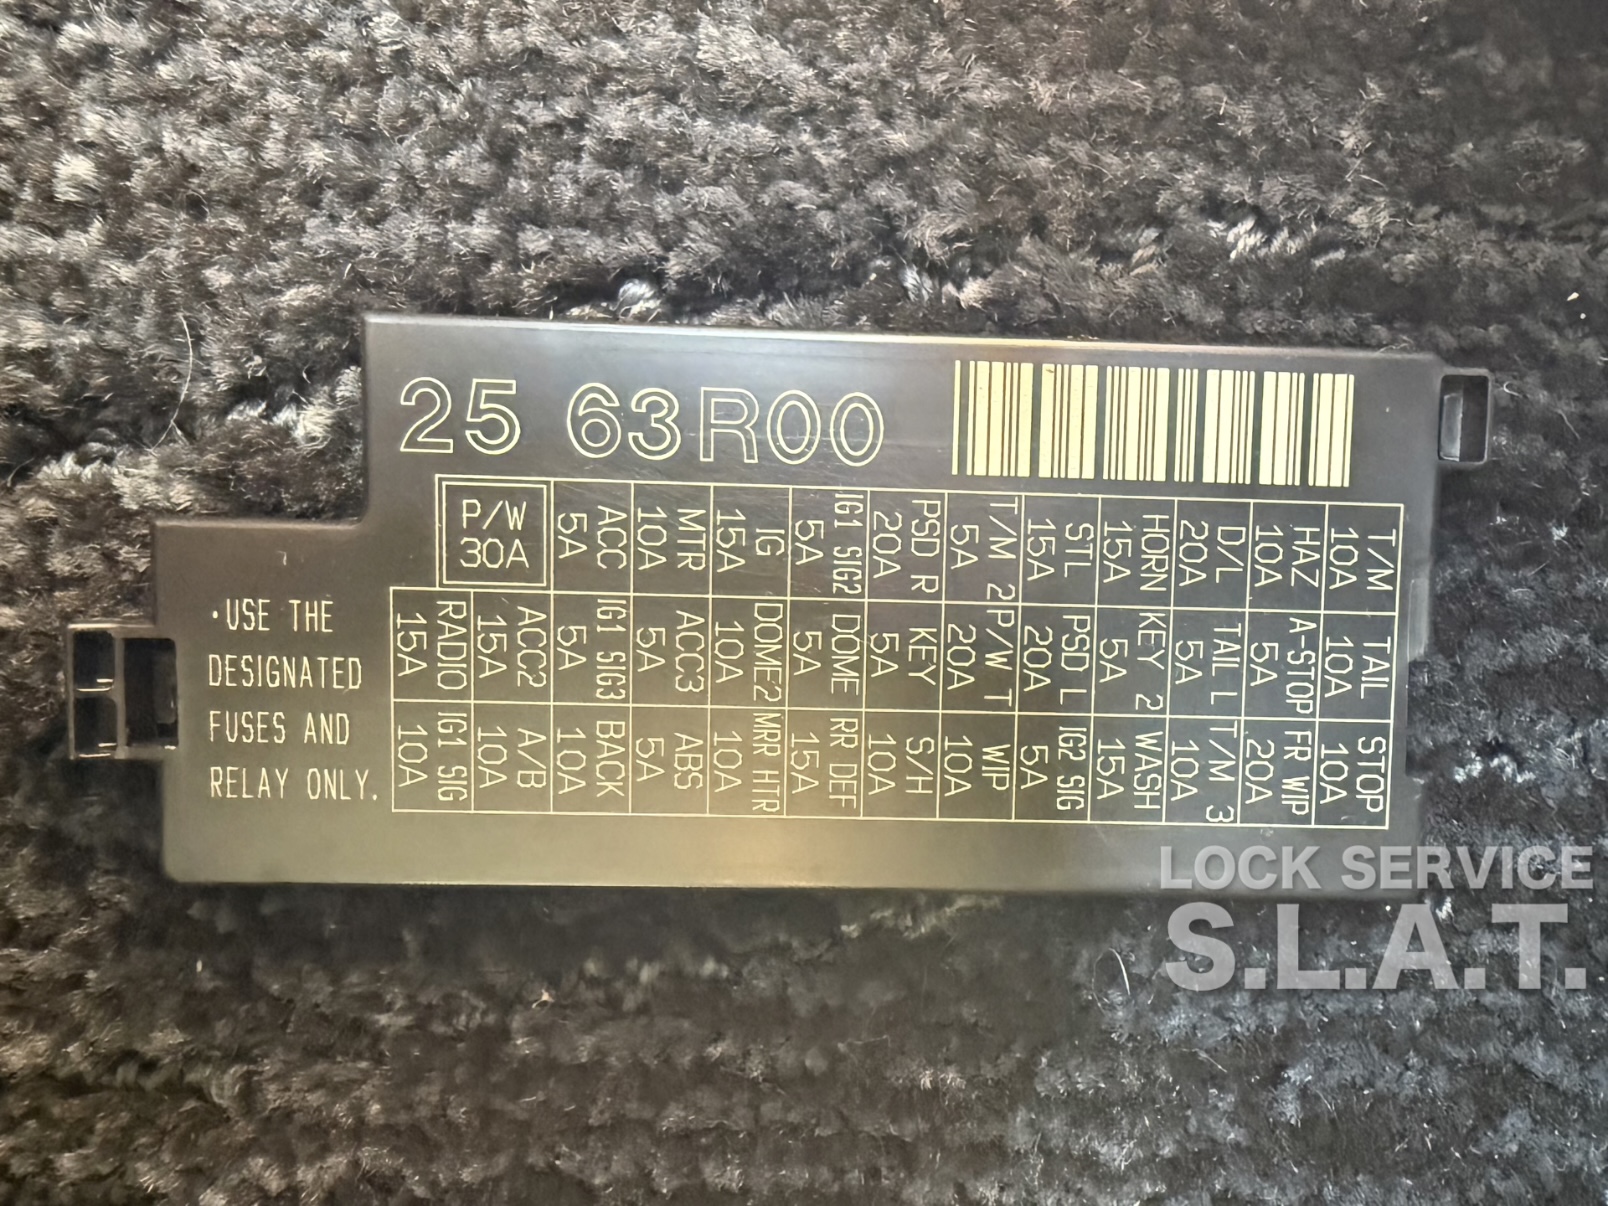 25 63R00
T/M TAIL STOP
10A 10A 10A
HAZ A-STOP FR WIP
10A 5A 20A
D/L TAIL L T/M 3
20A 5A 10A
HORN KEY 2 WASH
15A 5A 15A
STL PSD L IG2 SIG
15A 20A 5A
T/M 2 P/W T WIP
5A 20A 10A
PSD R KEY S/H
20A 5A 10A
IG1 SIG2 DOME RR DEF
5A 5A 15A
IG DOME2 MRR HTR
15A 10A 10A
MTR ACC3 ABS
10A 5A 5A
ACC IG1 SIG3 BACK
5A 5A 10A
P/W
30A
ACC2 A/B
15A 10A
RADIO IG1 SIG
15A 10A
·USE THE
DESIGNATED
FUSES AND
RELAY ONLY.
LOCK SERVICE
S.L.A.T.